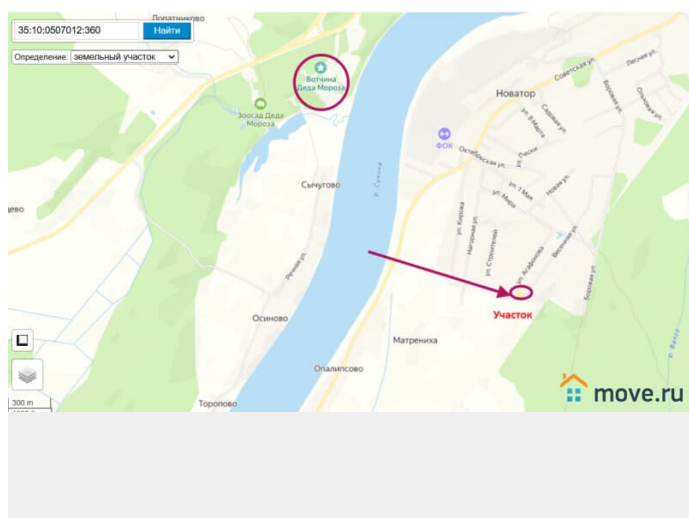 Лопатниково
35:10:0507012:360
Найти
Определение: земельный участок
Вотчина
Деда Мороза
Зоосад Деда
Мороза
Новатор
Советская ул.
Лесная ул.
Боровая ул.
Ольховая ул.
Садовая ул.
ул. 8 Марта
ФОК
Октябрьская ул.
ул. Пески
р. Сухона
Сычугово
ул. 1 Мая
Новая ул.
ул. Мира
ул. Кирова
Нагорная ул.
ул. Строителей
ул. Агафонова
Весенняя ул.
Боровая ул.
Речная ул.
Участок
Осиново
Матрениха
Опалипсово
300 m
Торопово
move.ru